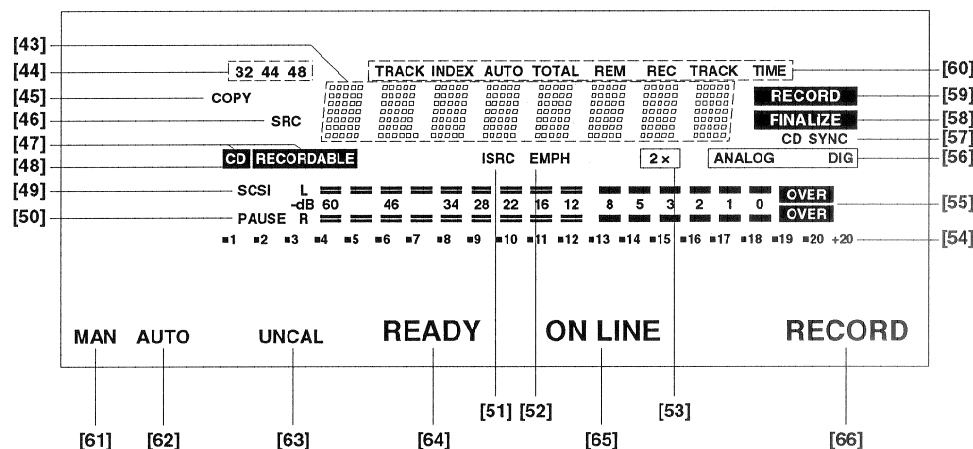 [43]
[44] 32 44 48 TRACK INDEX AUTO TOTAL REM REC TRACK TIME [60]
[45] COPY RECORD [59]
[46] SRC FINALIZE [58]
CD SYNC [57]
[47] CD RECORDABLE ISRC EMPH 2 × ANALOG DIG [56]
[48]
[49] SCSI L OVER
-dB 60 46 34 28 22 16 12 8 5 3 2 1 0 [55]
[50] PAUSE R OVER
1 2 3 4 5 6 7 8 9 10 11 12 13 14 15 16 17 18 19 20 +20 [54]
MAN AUTO UNCAL READY ON LINE RECORD
[51] [52] [53]
[61] [62] [63] [64] [65] [66]